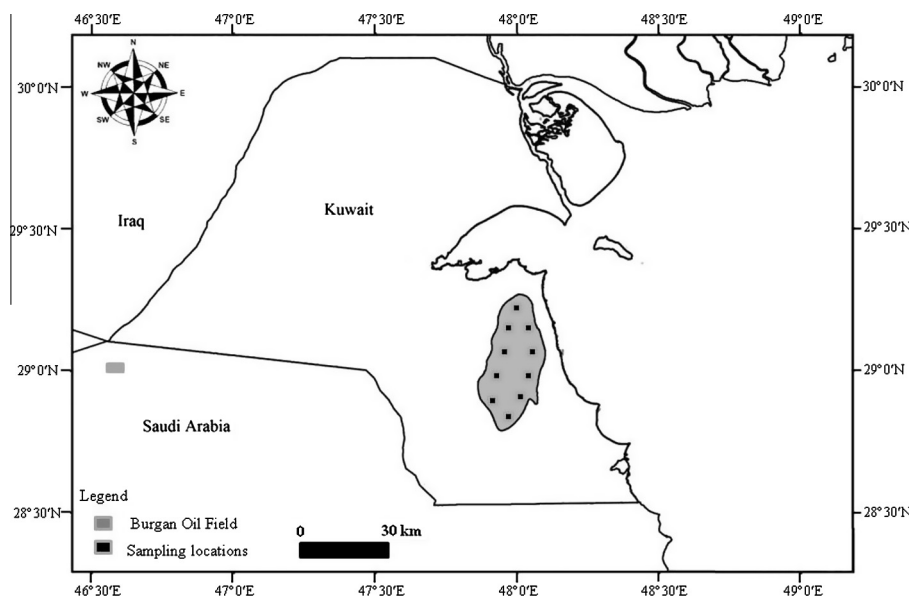 46°30'E 47°0'E 47°30'E 48°0'E 48°30'E 49°0'E
N
NW NE
W E
SW SE
S
30°0'N 30°0'N
Kuwait
Iraq
29°30'N 29°30'N
29°0'N 29°0'N
Saudi Arabia
Legend
28°30'N 28°30'N
Burgan Oil Field
0 30 km
Sampling locations
46°30'E 47°0'E 47°30'E 48°0'E 48°30'E 49°0'E